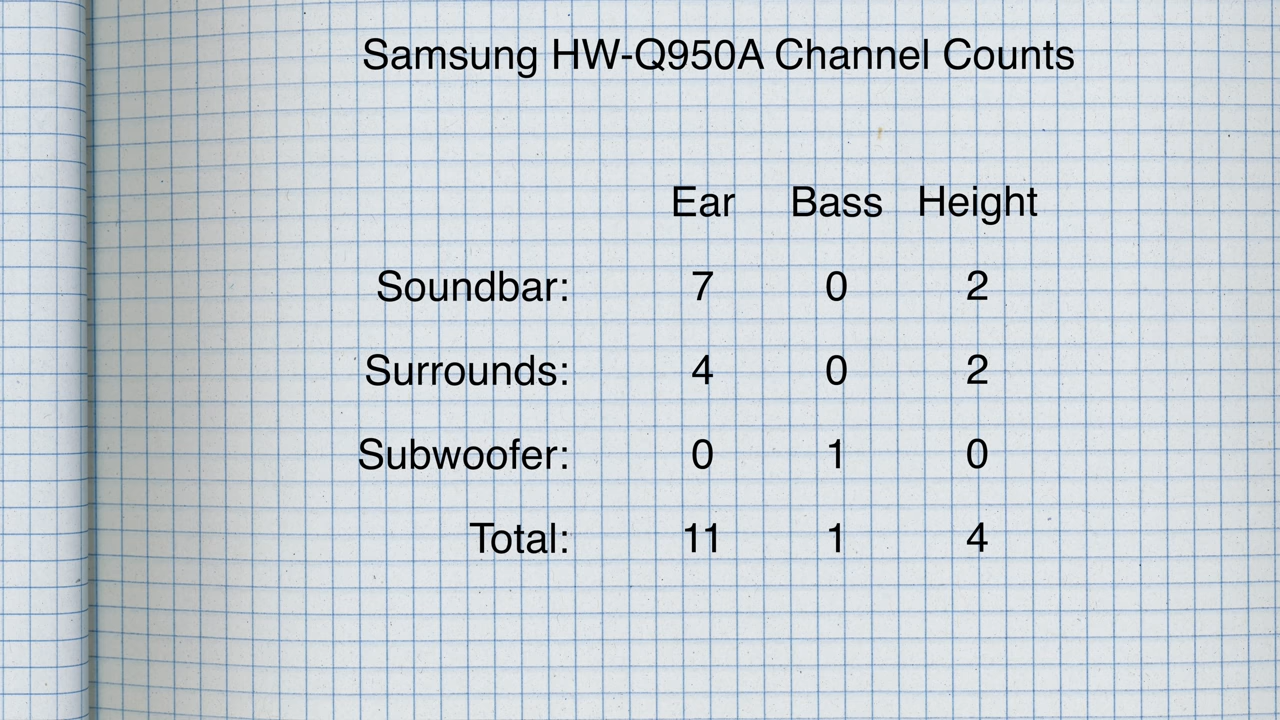 Samsung HW-Q950A Channel Counts
Ear Bass Height
Soundbar: 7 0 2
Surrounds: 4 0 2
Subwoofer: 0 1 0
Total: 11 1 4